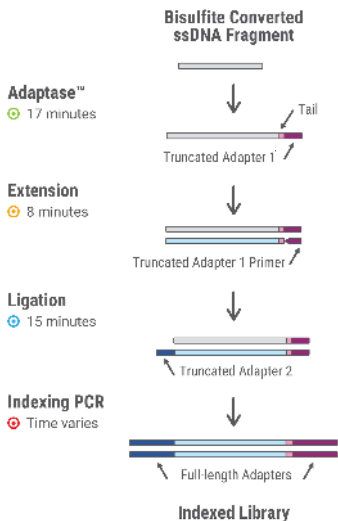 Bisulfite Converted
ssDNA Fragment
Adaptase™
17 minutes
Tail
Truncated Adapter 1
Extension
8 minutes
Truncated Adapter 1 Primer
Ligation
15 minutes
Truncated Adapter 2
Indexing PCR
Time varies
Full-length Adapters
Indexed Library